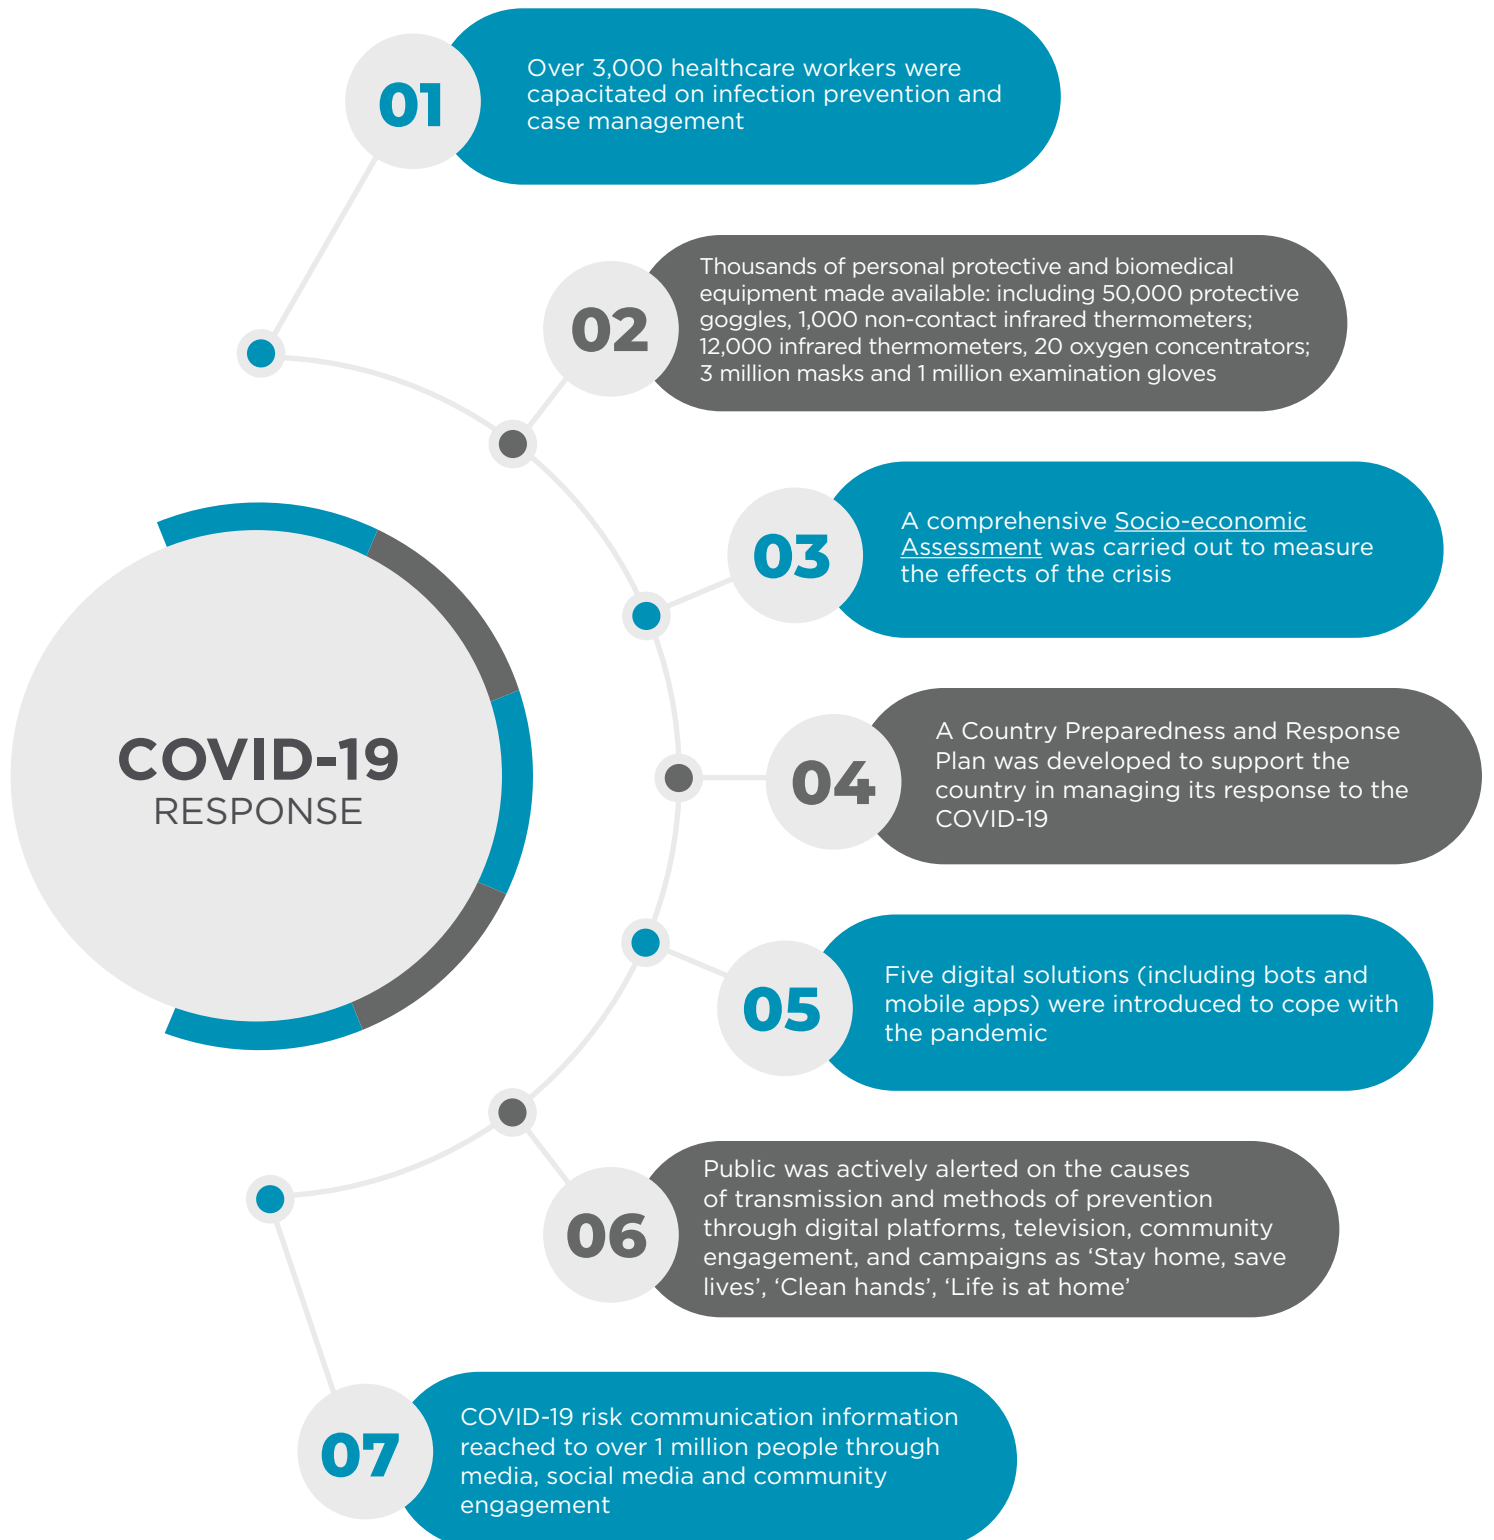 01
Over 3,000 healthcare workers were
capacitated on infection prevention and
case management
02
Thousands of personal protective and biomedical
equipment made available: including 50,000 protective
goggles, 1,000 non-contact infrared thermometers;
12,000 infrared thermometers, 20 oxygen concentrators;
3 million masks and 1 million examination gloves
03
A comprehensive Socio-economic
Assessment was carried out to measure
the effects of the crisis
COVID-19
RESPONSE
04
A Country Preparedness and Response
Plan was developed to support the
country in managing its response to the
COVID-19
05
Five digital solutions (including bots and
mobile apps) were introduced to cope with
the pandemic
06
Public was actively alerted on the causes
of transmission and methods of prevention
through digital platforms, television, community
engagement, and campaigns as ‘Stay home, save
lives’, ‘Clean hands’, ‘Life is at home’
07
COVID-19 risk communication information
reached to over 1 million people through
media, social media and community
engagement